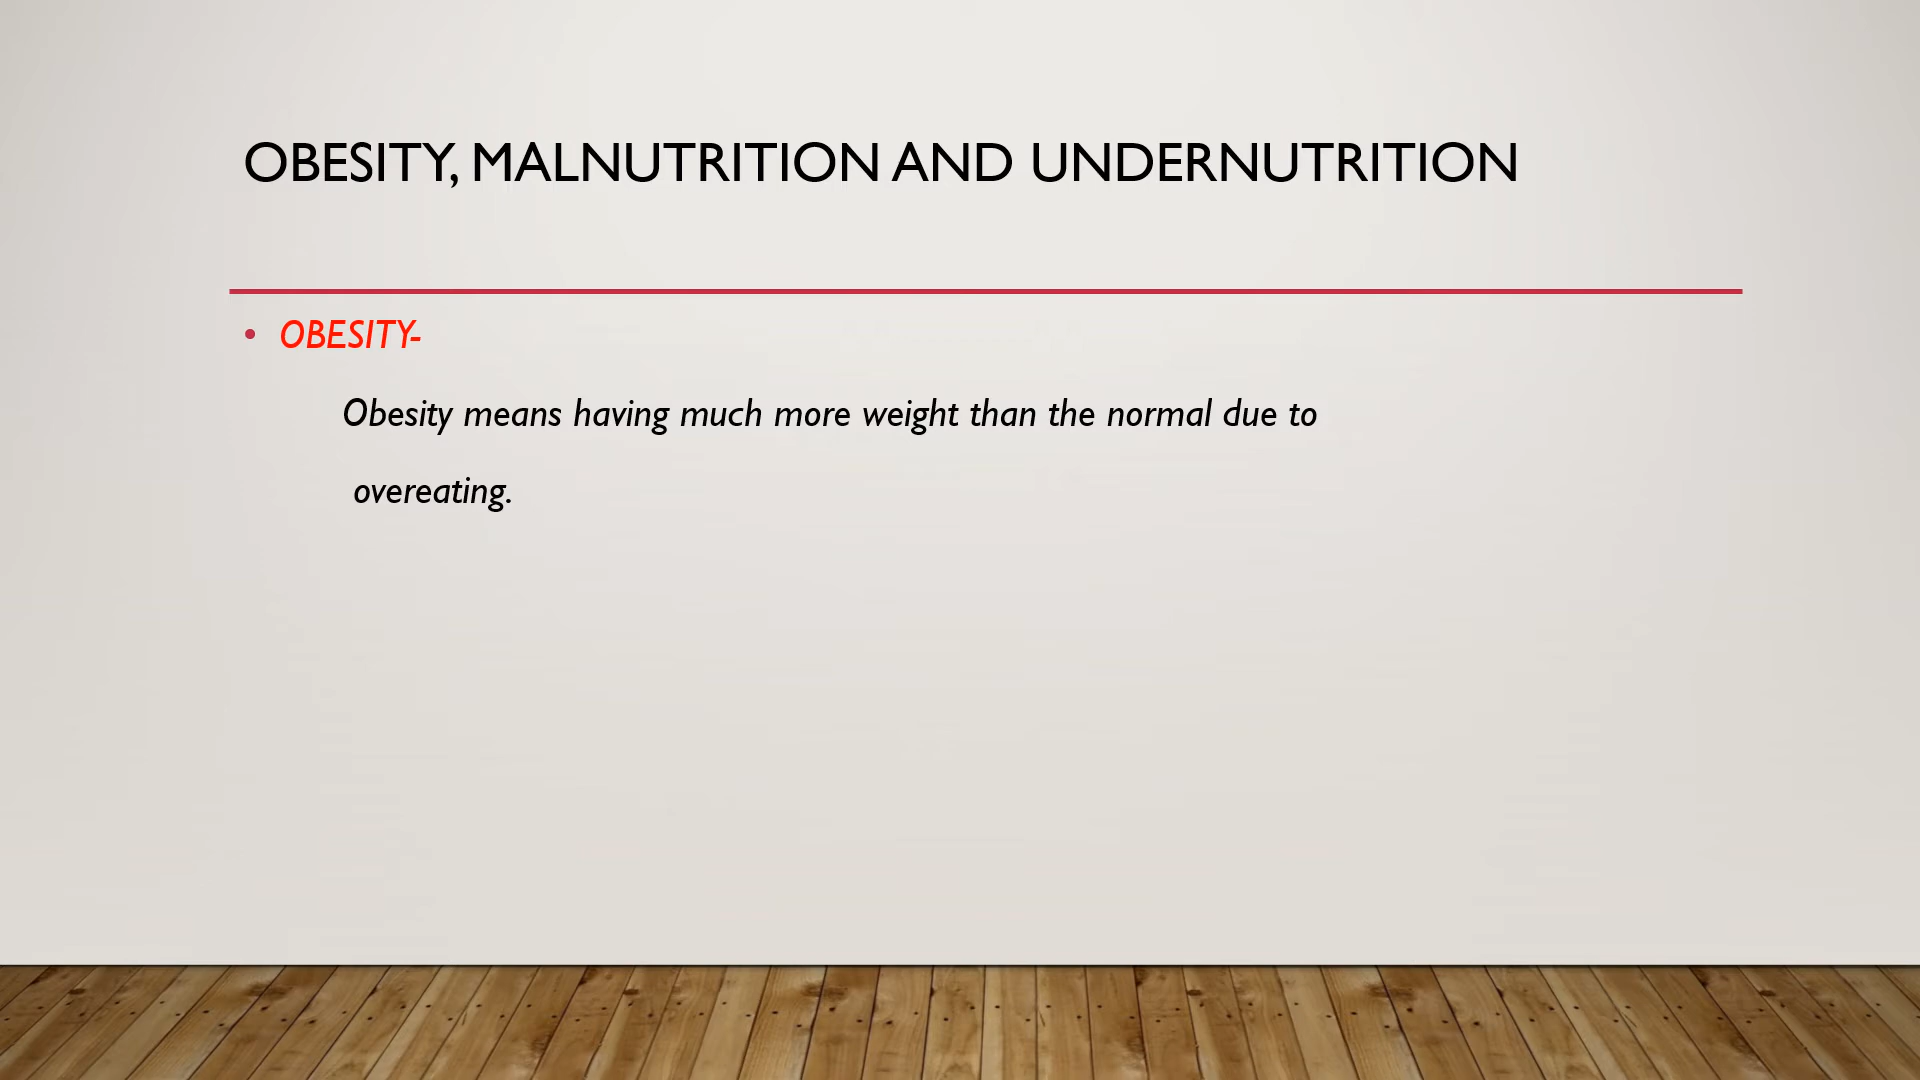 OBESITY, MALNUTRITION AND UNDERNUTRITION
• OBESITY-
Obesity means having much more weight than the normal due to
overeating.